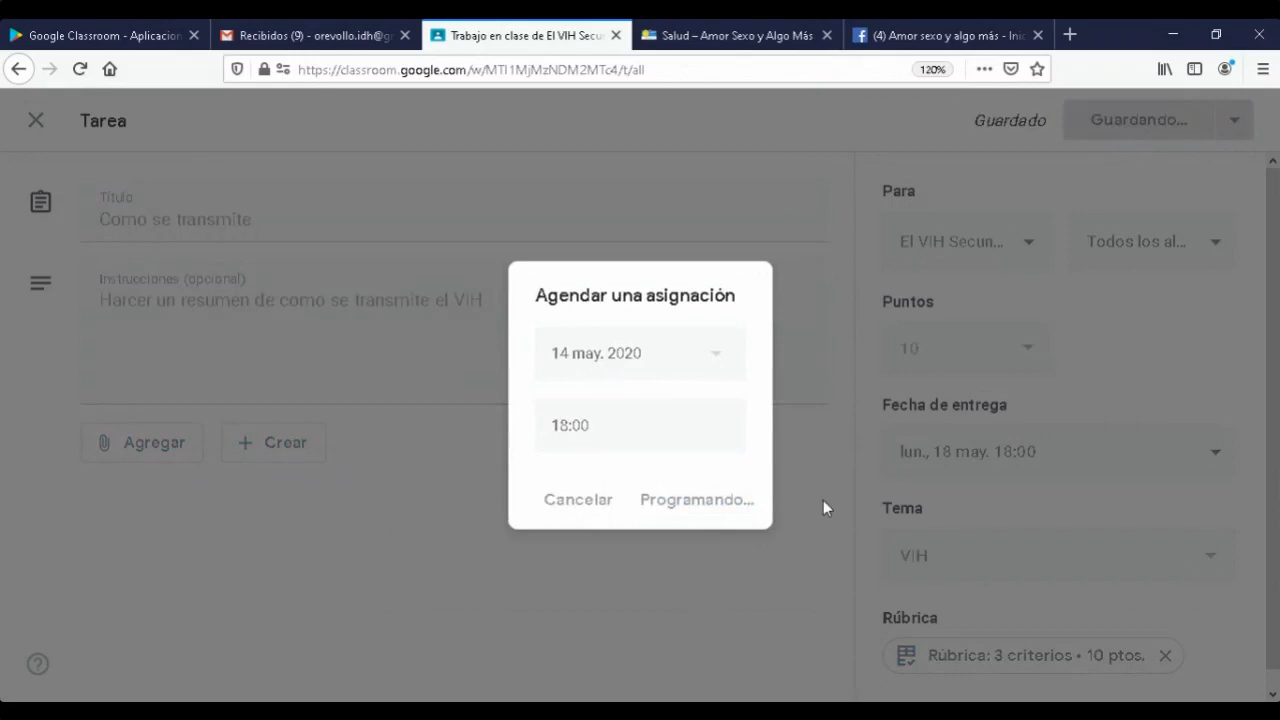 Google Classroom - Aplicacion
Recibidos (9) - orevollo.idh@g
Trabajo en clase de El VIH Secu
Salud – Amor Sexo y Algo Más
(4) Amor sexo y algo más - Ini
https://classroom.google.com/w/MTI1MjMzNDM2MTc4/t/all
120%
Tarea
Guardado
Guardando...
Título
Como se transmite
Instrucciones (opcional)
Harcer un resumen de como se transmite el VIH
Agregar
Crear
Agendar una asignación
14 may. 2020
18:00
Cancelar
Programando...
Para
El VIH Secun...
Todos los al...
Puntos
10
Fecha de entrega
lun., 18 may. 18:00
Tema
VIH
Rúbrica
Rúbrica: 3 criterios • 10 ptos.